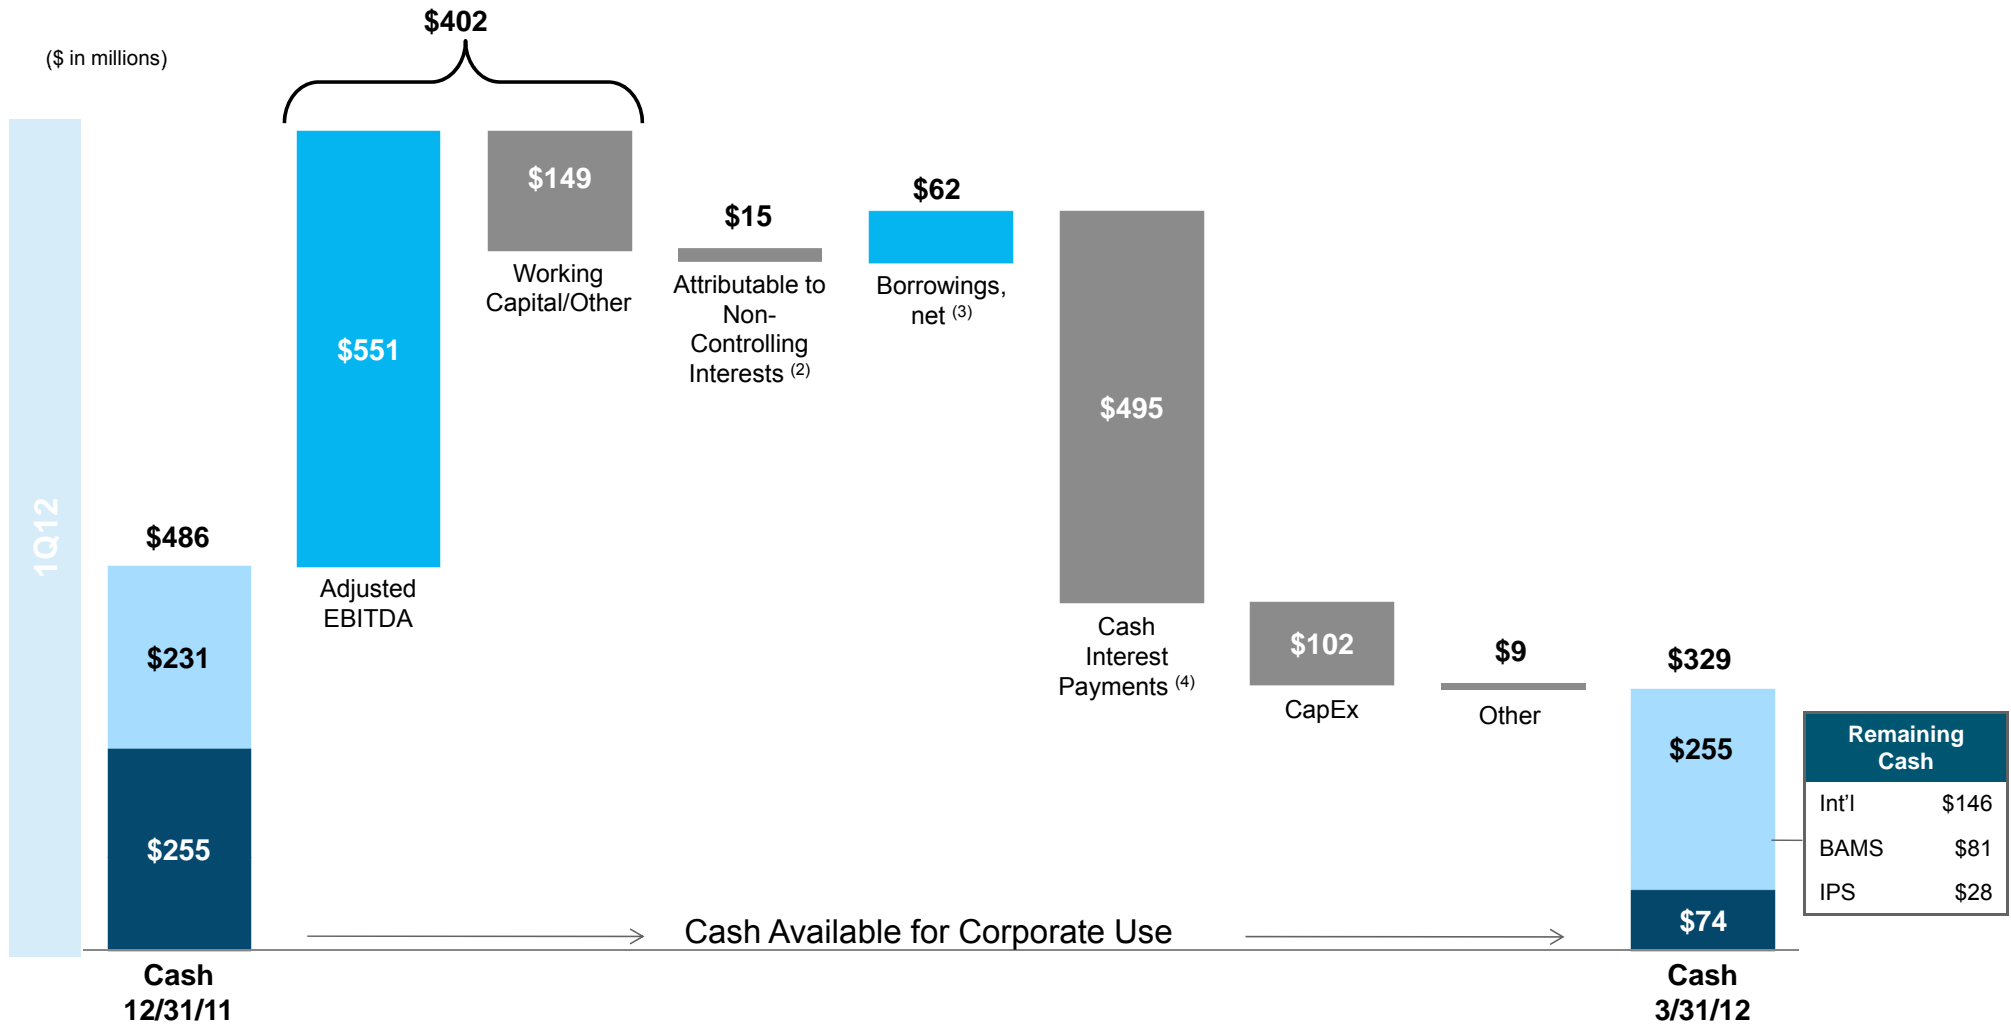 $402
($ in millions)
1Q12
$486
$231
$255
Cash
12/31/11
$551
Adjusted
EBITDA
$149
Working
Capital/Other
$15
Attributable to
Non-
Controlling
Interests (2)
$62
Borrowings,
net (3)
$495
Cash
Interest
Payments (4)
$102
CapEx
$9
Other
$329
$255
$74
Cash
3/31/12
Remaining
Cash
Int'l $146
BAMS $81
IPS $28
Cash Available for Corporate Use